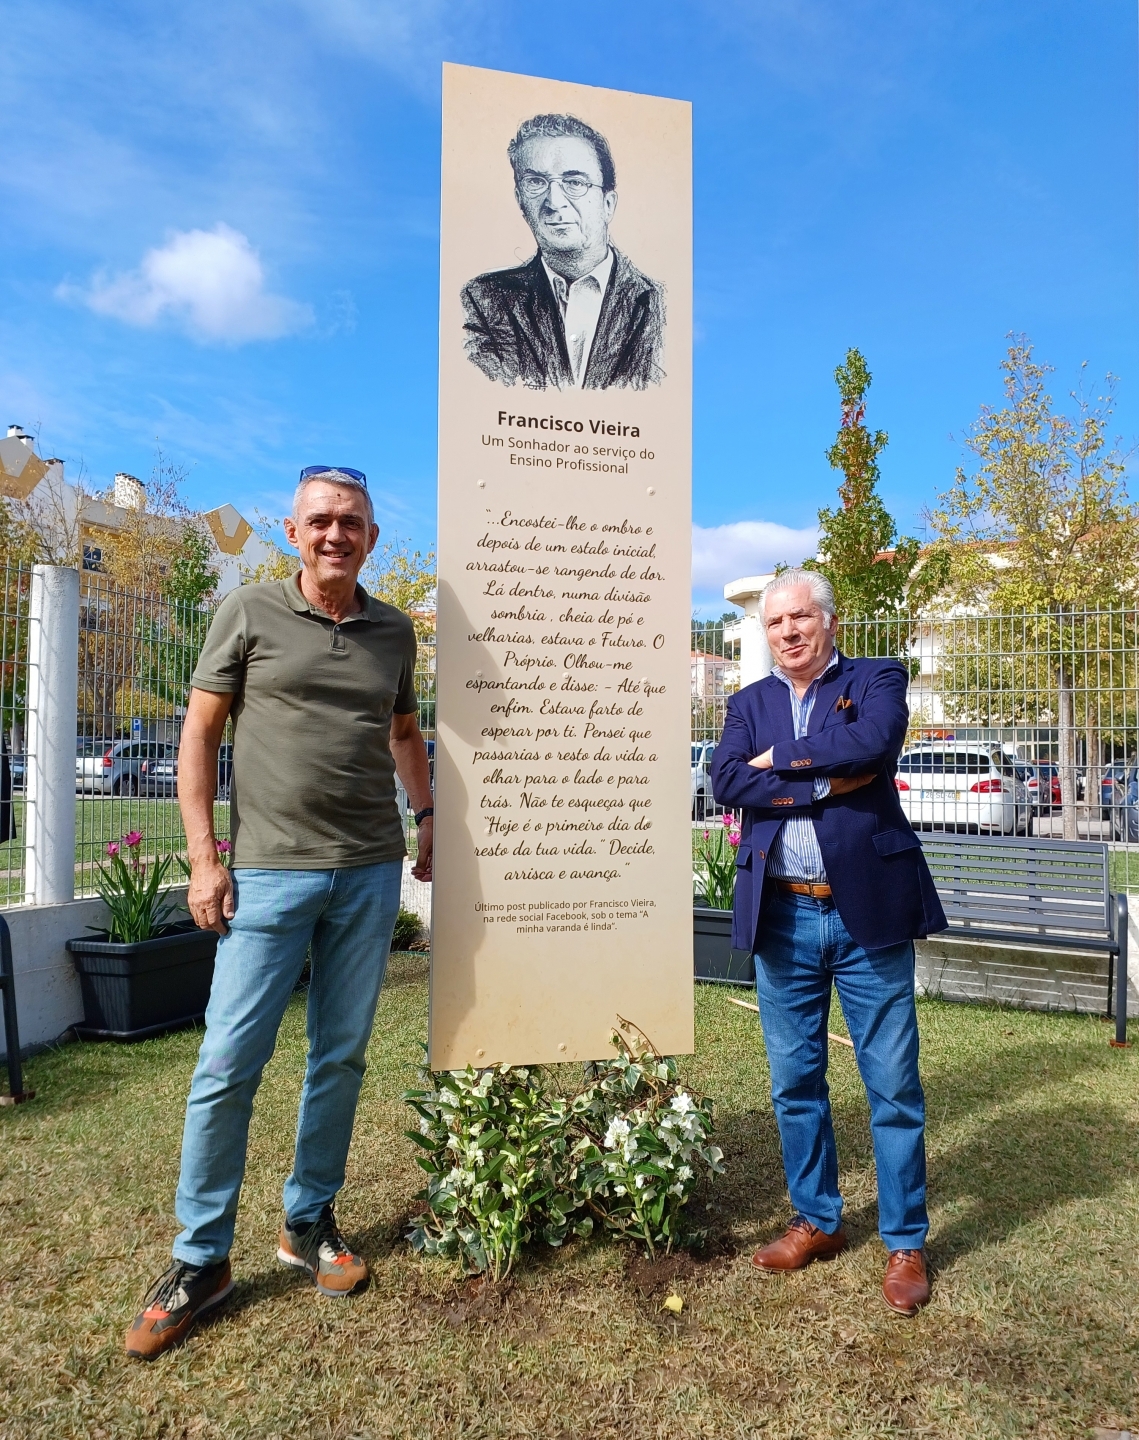 Francisco Vieira
Um Sonhador ao serviço do
Ensino Profissional
"...Encostei-lhe o ombro e
depois de um estalo inicial,
arrastou-se rangendo de dor.
Lá dentro, numa divisão
sombria , cheia de pó e
velharias, estava o Futuro. O
Próprio. Olhou-me
espantando e disse: - Até que
enfim. Estava farto de
esperar por ti. Pensei que
passarias o resto da vida a
olhar para o lado e para
trás. Não te esqueças que
"Hoje é o primeiro dia do
resto da tua vida." Decide,
arrisca e avança.
"
Último post publicado por Francisco Vieira,
na rede social Facebook, sob o tema "A
minha varanda é linda".